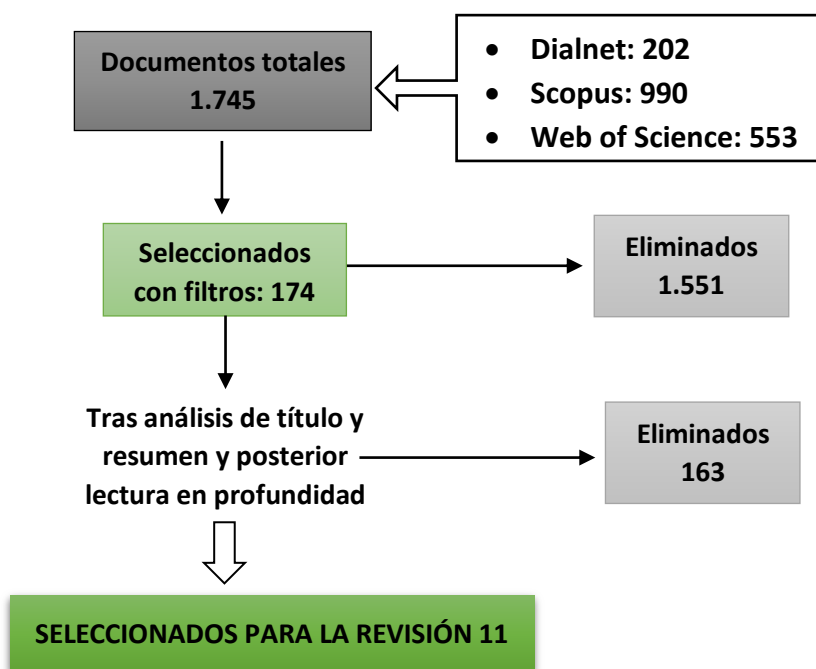 Documentos totales
1.745
• Dialnet: 202
• Scopus: 990
• Web of Science: 553
Seleccionados
con filtros: 174
Eliminados
1.551
Tras análisis de título y
resumen y posterior
lectura en profundidad
Eliminados
163
SELECCIONADOS PARA LA REVISIÓN 11